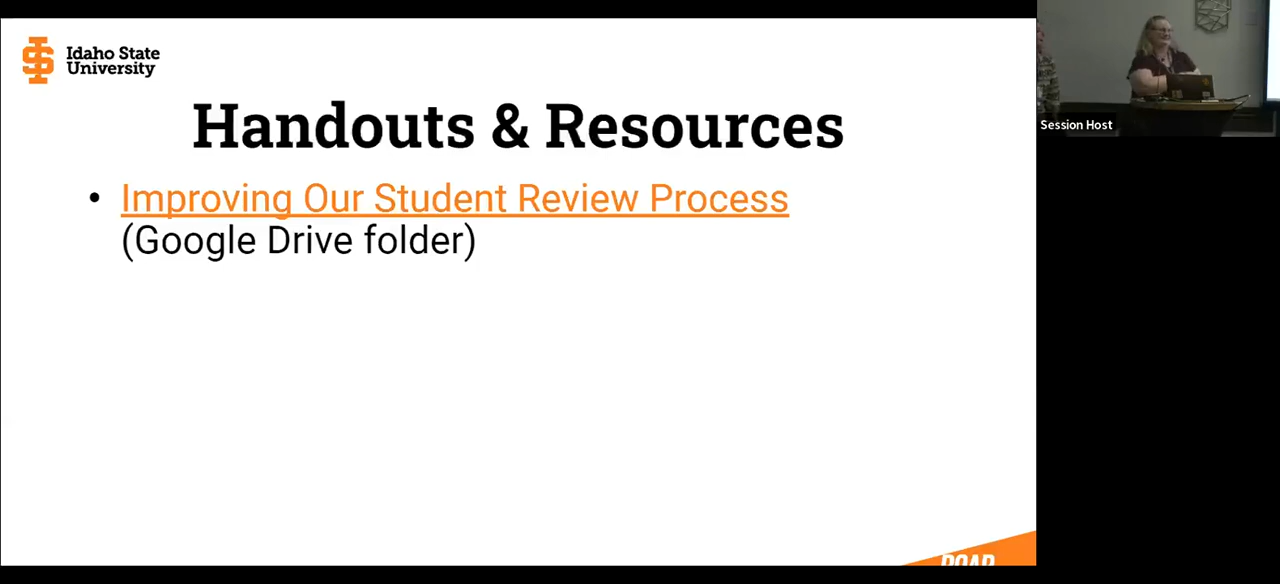 Idaho State
University
Handouts & Resources
• Improving Our Student Review Process
(Google Drive folder)
Session Host